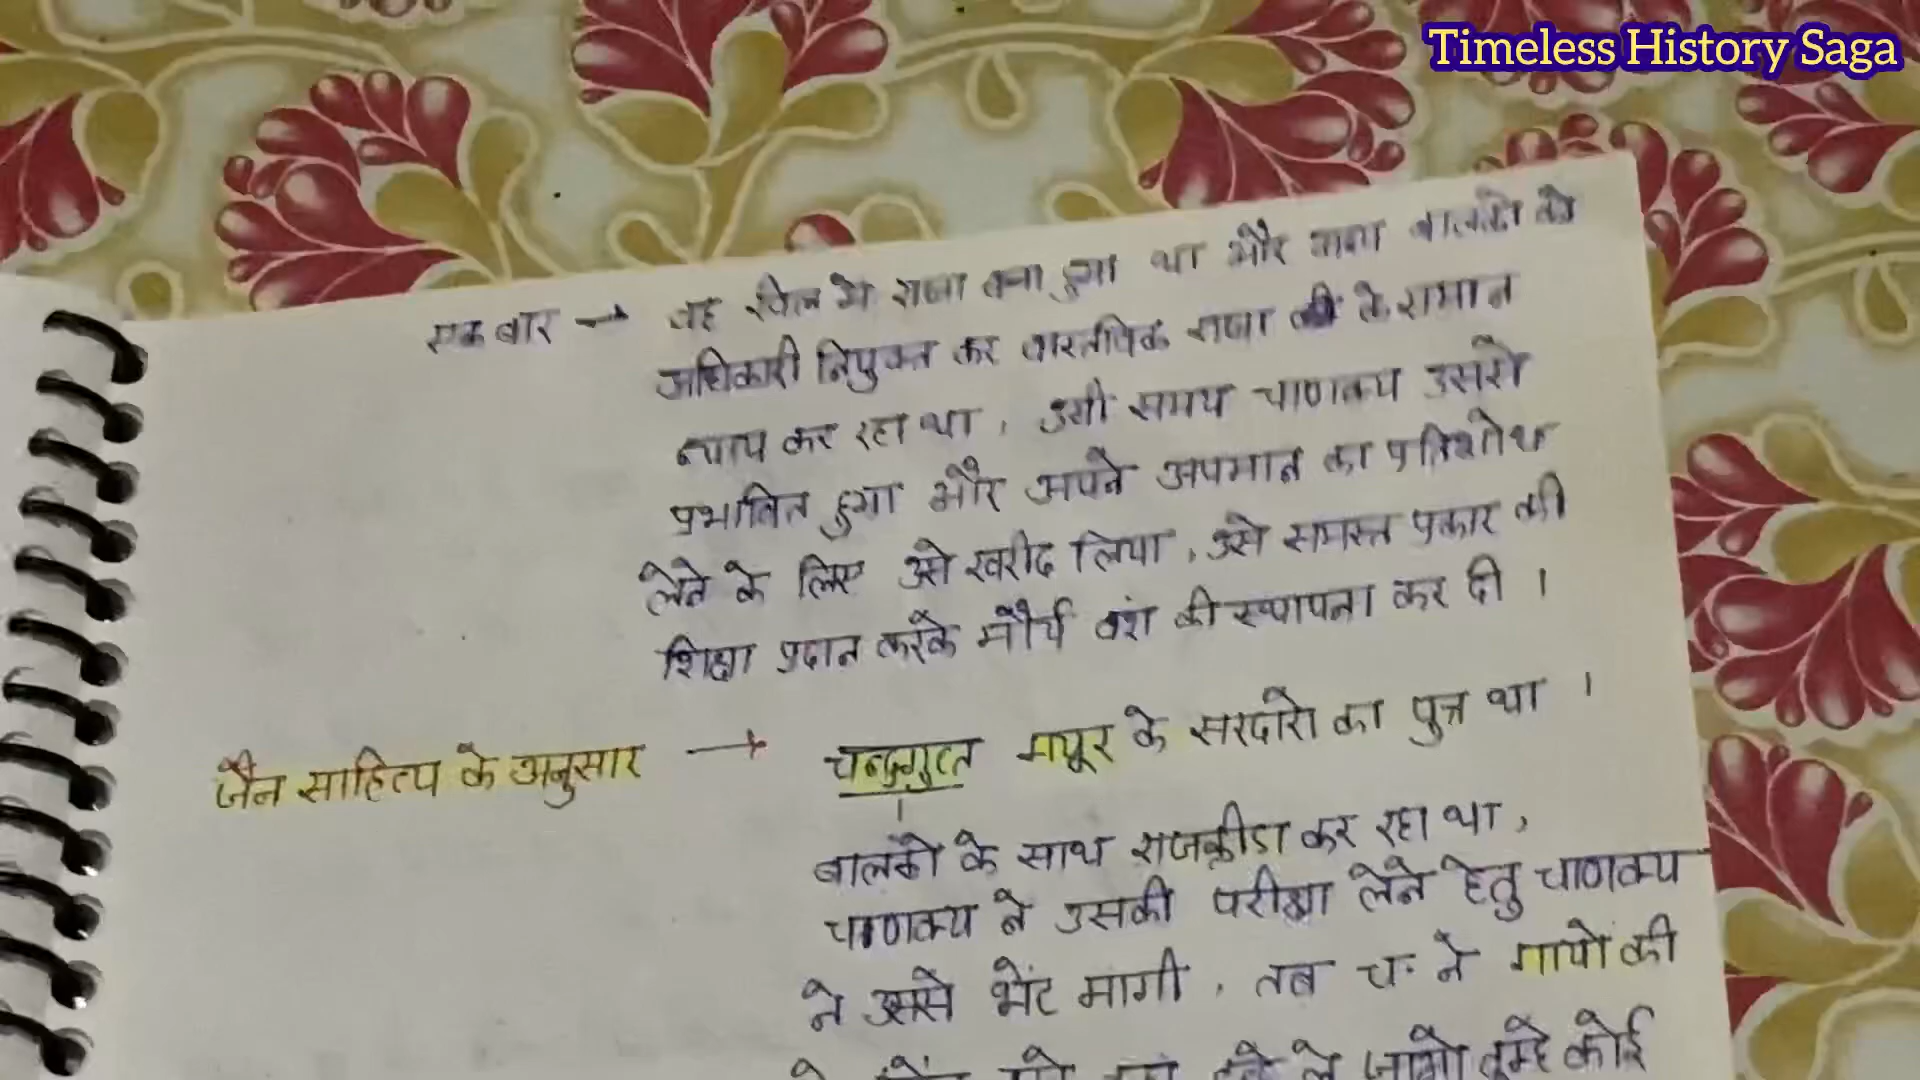 Timeless History Saga
एक बार → वह खेल मे राजा बना हुआ था और बालको को
अधिकारी नियुक्त कर वास्तविक राजा के समान
न्याय कर रहा था, उसी समय चाणक्य उससे
प्रभावित हुआ और अपने अपमान का प्रतिशोध
लेने के लिए उसे खरीद लिया, उसे समस्त प्रकार की
शिक्षा प्रदान करके मौर्य वंश की स्थापना कर दी ।
जैन साहित्य के अनुसार → चन्द्रगुप्त मयूर के सरदारो का पुत्र था ।
बालको के साथ राजक्रीडा कर रहा था,
चाणक्य ने उसकी परीक्षा लेने हेतु चाणक्य
ने उससे भेंट मागी, तब च॰ ने गायो की
ले जाओ तुम्हे कोई